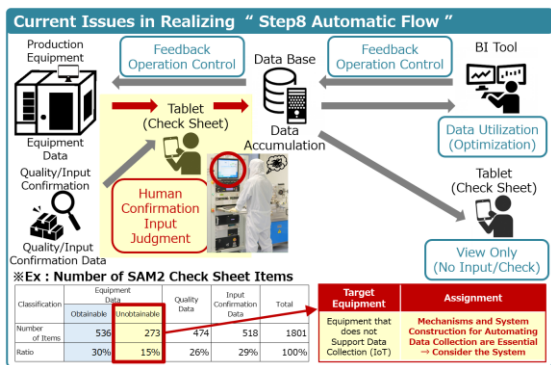 Current Issues in Realizing “ Step8 Automatic Flow ”
Production
Equipment
Feedback
Operation Control
Data Base
Feedback
Operation Control
BI Tool
Tablet
(Check Sheet)
Equipment
Data
Data
Accumulation
Data Utilization
(Optimization)
Quality/Input
Confirmation
Tablet
(Check Sheet)
Human
Confirmation
Input
Judgment
Quality/Input
Confirmation Data
View Only
(No Input/Check)
※Ex : Number of SAM2 Check Sheet Items
Classification
Equipment
Data
Obtainable
Unobtainable
Quality
Data
Input
Confirmation
Data
Total
Number
of Items
536
273
474
518
1801
Ratio
30%
15%
26%
29%
100%
Target
Equipment
Assignment
Equipment that
does not
Support Data
Collection (IoT)
Mechanisms and System
Construction for Automating
Data Collection are Essential
→ Consider the System